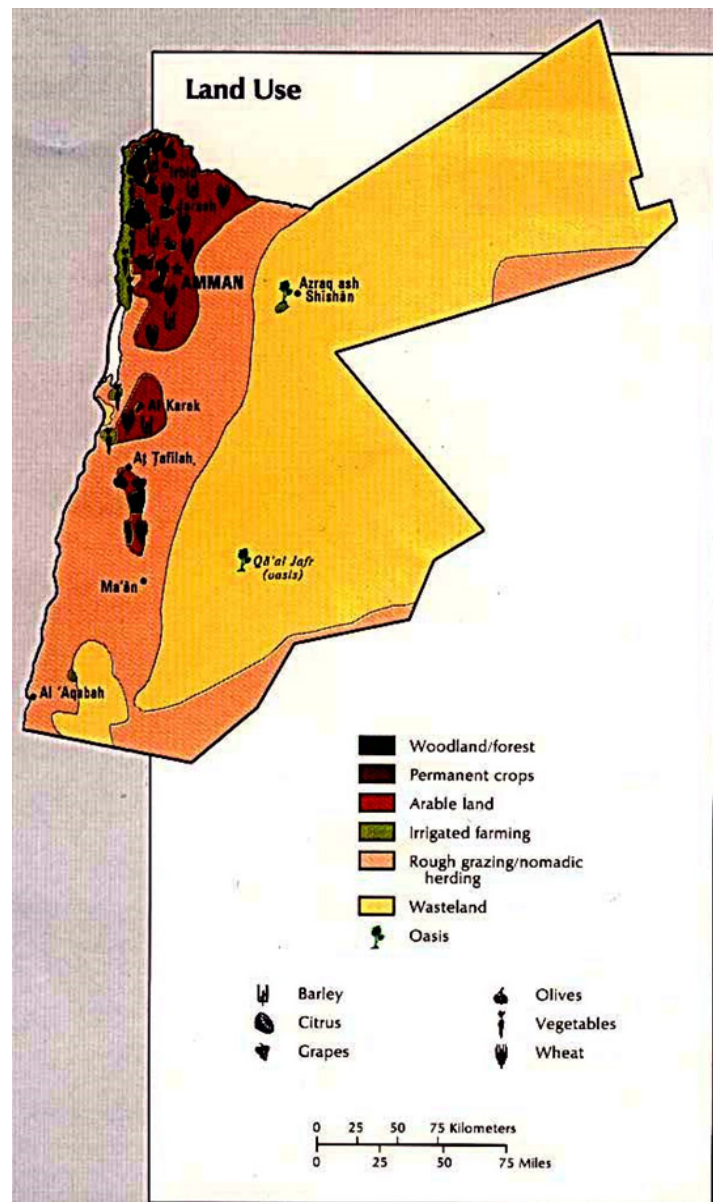 Land Use
Irbid
Jarash
AMMAN
Azraq ash
Shīshān
Al Karak
Aţ Ţafīlah
Qā'al Jafr
(oasis)
Ma'ān
Al 'Aqabah
Woodland/forest
Permanent crops
Arable land
Irrigated farming
Rough grazing/nomadic
herding
Wasteland
Oasis
Barley
Olives
Citrus
Vegetables
Grapes
Wheat
0 25 50 75 Kilometers
0 25 50 75 Miles